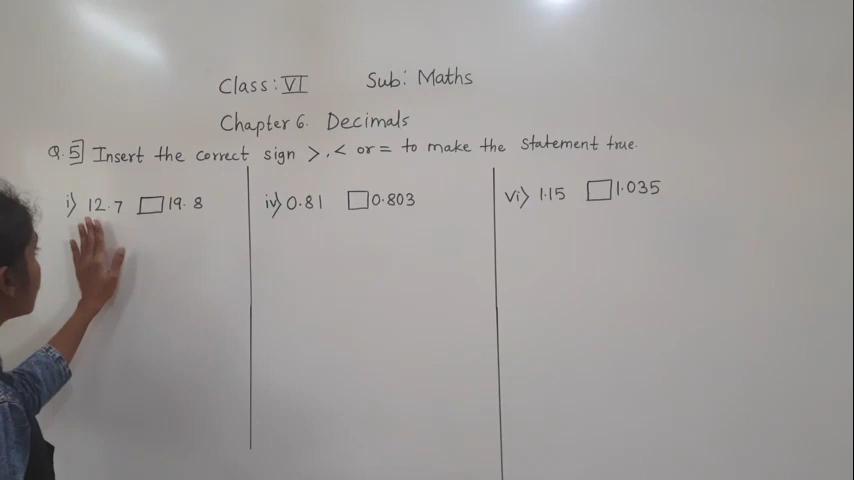 Class: VI Sub: Maths
Chapter 6. Decimals
Q.5] Insert the correct sign >, < or = to make the statement true.
i) 12.7 □ 19.8
iv) 0.81 □ 0.803
vi) 1.15 □ 1.035